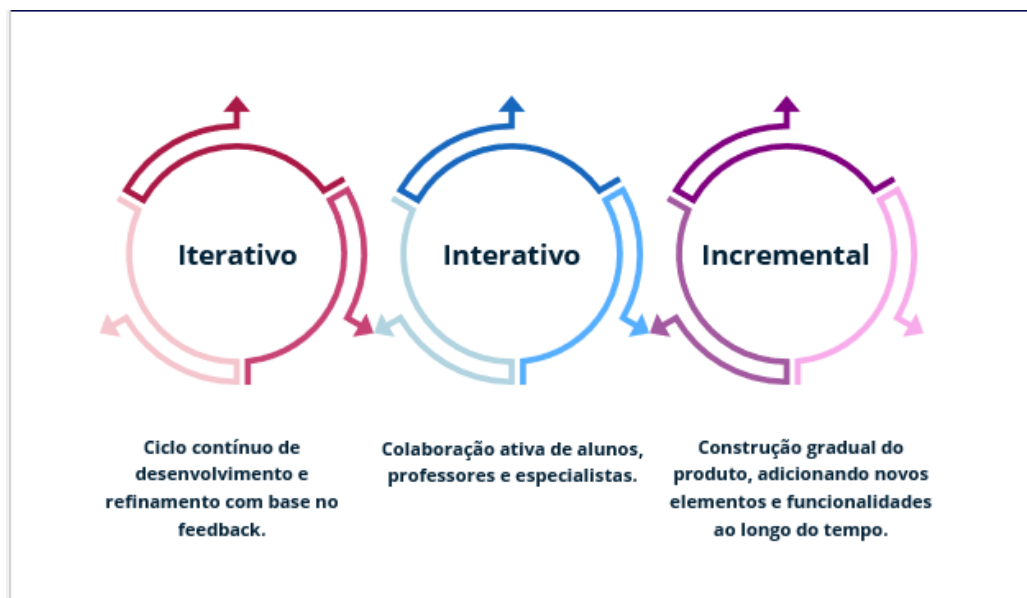 Iterativo
Interativo
Incremental
Ciclo contínuo de
desenvolvimento e
refinamento com base no
feedback.
Colaboração ativa de alunos,
professores e especialistas.
Construção gradual do
produto, adicionando novos
elementos e funcionalidades
ao longo do tempo.